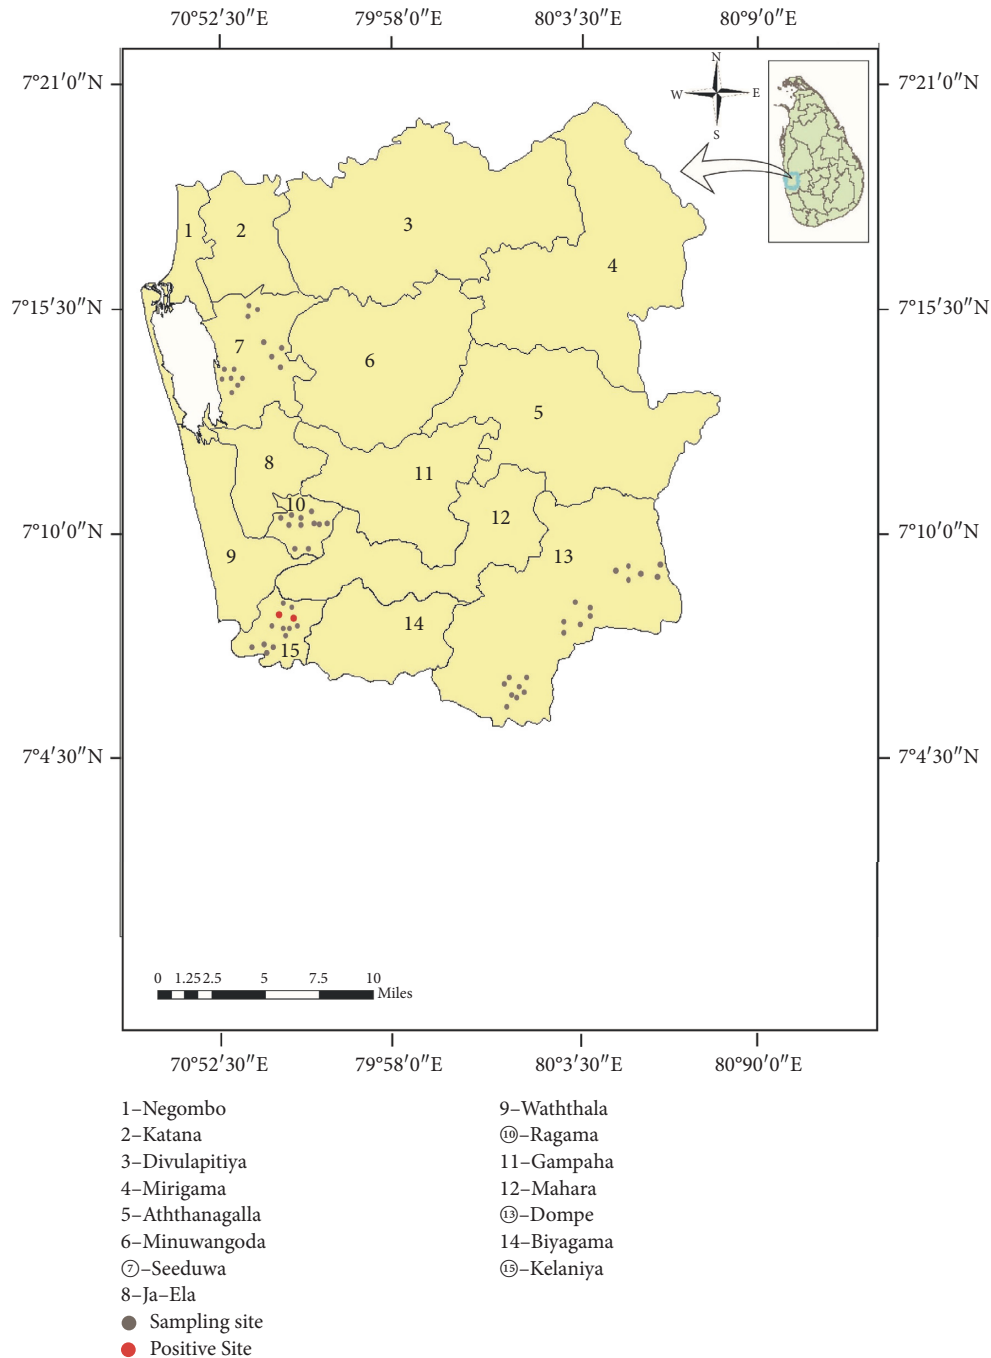 70°52′30″E 79°58′0″E 80°3′30″E 80°9′0″E
7°21′0″N 7°21′0″N
N
W E
S
1 2 3 4
7°15′30″N 7°15′30″N
7 6 5
8 11
10 12
7°10′0″N 7°10′0″N
9 13
14
15
7°4′30″N 7°4′30″N
0 1.25 2.5 5 7.5 10
Miles
70°52′30″E 79°58′0″E 80°3′30″E 80°90′0″E
1–Negombo
2–Katana
3–Divulapitiya
4–Mirigama
5–Aththanagalla
6–Minuwangoda
⑦–Seeduwa
8–Ja–Ela
9–Waththala
⑩–Ragama
11–Gampaha
12–Mahara
⑬–Dompe
14–Biyagama
⑮–Kelaniya
Sampling site
Positive Site